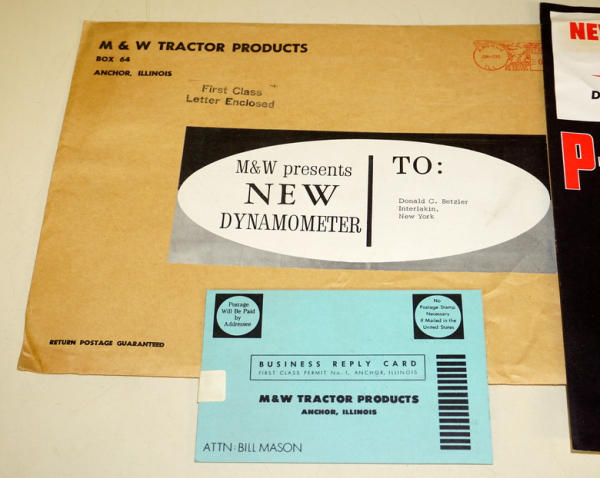 M & W TRACTOR PRODUCTS
BOX 64
ANCHOR, ILLINOIS
First Class
Letter Enclosed
M&W presents
NEW
DYNAMOMETER
TO:
Donald C. Betzler
Interlakin,
New York
RETURN POSTAGE GUARANTEED
Postage
Will Be Paid
by
Addressee
No
Postage Stamp
Necessary
if Mailed in the
United States
BUSINESS REPLY CARD
FIRST CLASS PERMIT No. 1, ANCHOR, ILLINOIS
M&W TRACTOR PRODUCTS
ANCHOR, ILLINOIS
ATTN: BILL MASON
NE
D
P